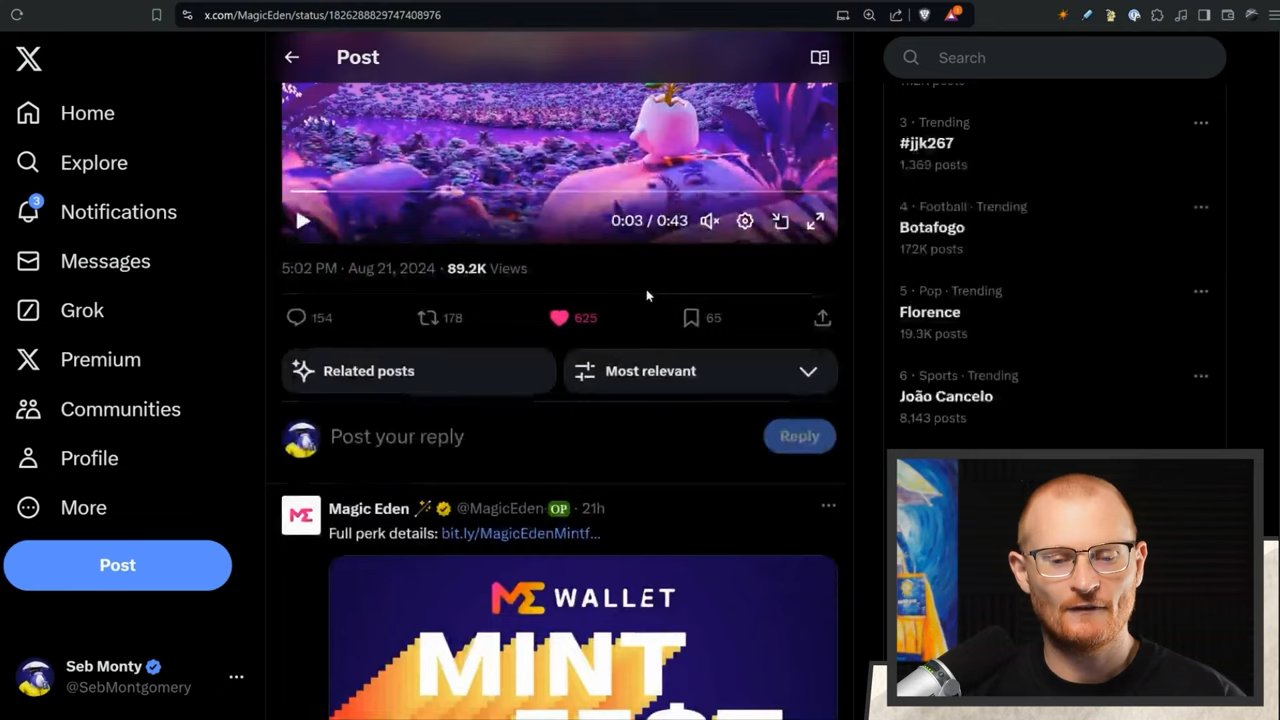 x.com/MagicEden/status/1826288829747408976
Home
Explore
3
Notifications
Messages
Grok
Premium
Communities
Profile
More
Post
Seb Monty
@SebMontgomery
Post
0:03 / 0:43
5:02 PM · Aug 21, 2024 · 89.2K Views
154 178 625 65
Related posts Most relevant
Post your reply Reply
Magic Eden @MagicEden OP · 21h
Full perk details: bit.ly/MagicEdenMintf...
ME WALLET
MINT
Search
3 · Trending
#jjk267
1,369 posts
4 · Football · Trending
Botafogo
172K posts
5 · Pop · Trending
Florence
19.3K posts
6 · Sports · Trending
João Cancelo
8,143 posts